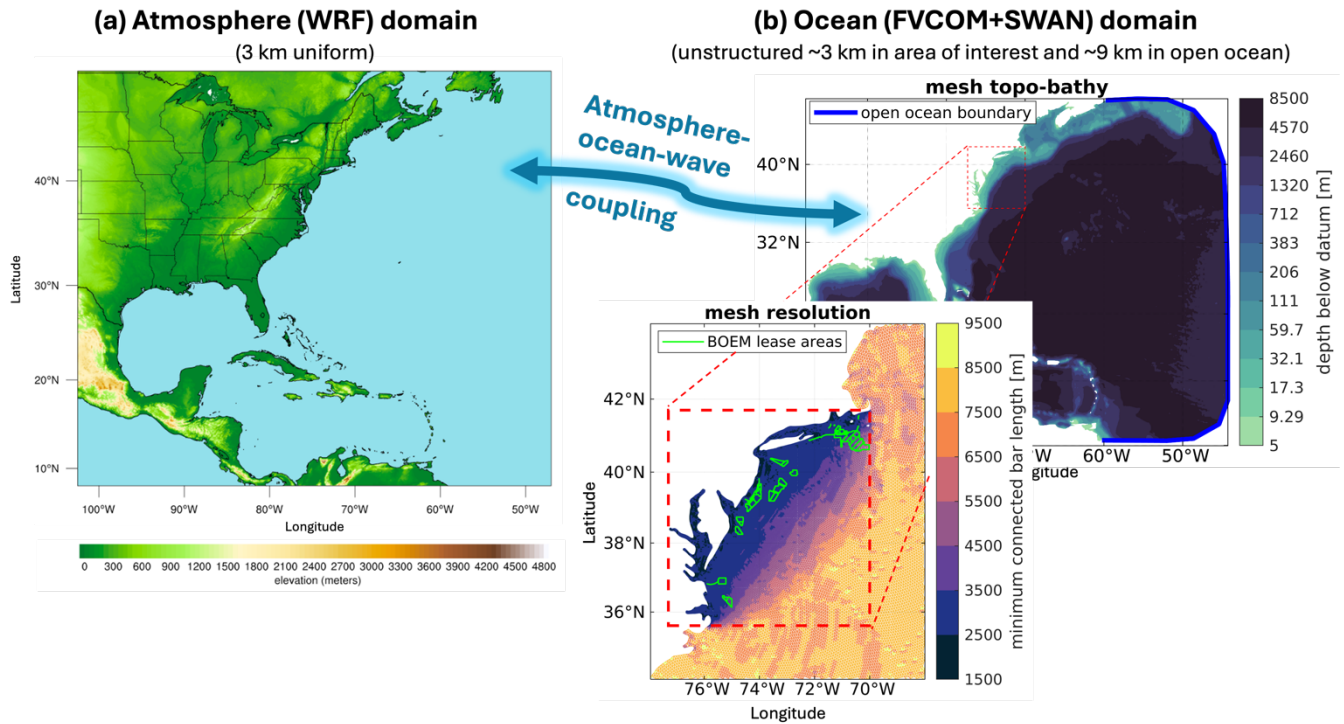 (a) Atmosphere (WRF) domain
(3 km uniform)
Latitude
40°N
30°N
20°N
10°N
100°W 90°W 80°W 70°W 60°W 50°W
Longitude
0 300 600 900 1200 1500 1800 2100 2400 2700 3000 3300 3600 3900 4200 4500 4800
elevation (meters)
Atmosphere-
ocean-wave
coupling
(b) Ocean (FVCOM+SWAN) domain
(unstructured ~3 km in area of interest and ~9 km in open ocean)
mesh topo-bathy
open ocean boundary
40°N
32°N
60°W 50°W
8500
4570
2460
1320
712
383
206
111
59.7
32.1
17.3
9.29
5
depth below datum [m]
mesh resolution
BOEM lease areas
Latitude
42°N
40°N
38°N
36°N
76°W 74°W 72°W 70°W
Longitude
9500
8500
7500
6500
5500
4500
3500
2500
1500
minimum connected bar length [m]